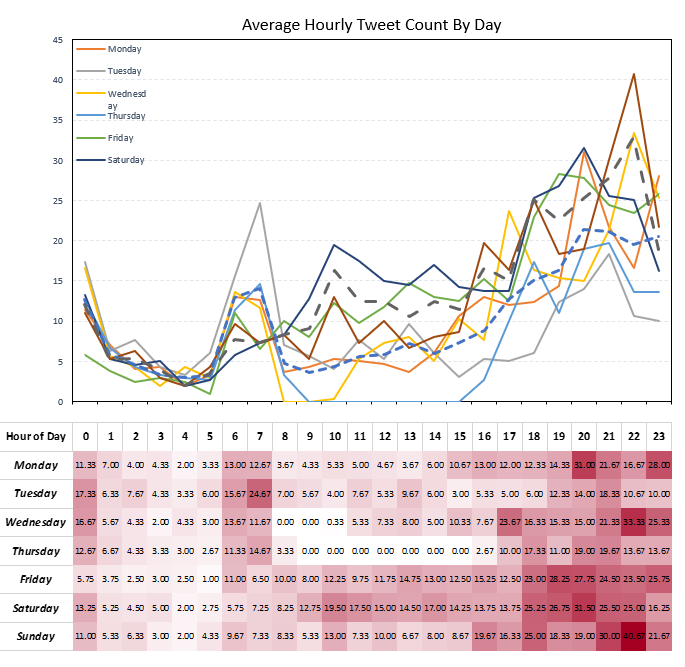 Average Hourly Tweet Count By Day
45
40
35
30
25
20
15
10
5
0
Monday
Tuesday
Wednesd
ay
Thursday
Friday
Saturday
Hour of Day 0 1 2 3 4 5 6 7 8 9 10 11 12 13 14 15 16 17 18 19 20 21 22 23
Monday 11.33 7.00 4.00 4.33 2.00 3.33 13.00 12.67 3.67 4.33 5.33 5.00 4.67 3.67 6.00 10.67 13.00 12.00 12.33 14.33 31.00 21.67 16.67 28.00
Tuesday 17.33 6.33 7.67 4.33 3.33 6.00 15.67 24.67 7.00 5.67 4.00 7.67 5.33 9.67 6.00 3.00 5.33 5.00 6.00 12.33 14.00 18.33 10.67 10.00
Wednesday 16.67 5.67 4.33 2.00 4.33 3.00 13.67 11.67 0.00 0.00 0.33 5.33 7.33 8.00 5.00 10.33 7.67 23.67 16.33 15.33 15.00 21.33 33.33 25.33
Thursday 12.67 6.67 4.33 3.33 3.00 2.67 11.33 14.67 3.33 0.00 0.00 0.00 0.00 0.00 0.00 0.00 2.67 10.00 17.33 11.00 19.00 19.67 13.67 13.67
Friday 5.75 3.75 2.50 3.00 2.50 1.00 11.00 6.50 10.00 8.00 12.25 9.75 11.75 14.75 13.00 12.50 15.25 12.50 23.00 28.25 27.75 24.50 23.50 25.75
Saturday 13.25 5.25 4.50 5.00 2.00 2.75 5.75 7.25 8.25 12.75 19.50 17.50 15.00 14.50 17.00 14.25 13.75 13.75 25.25 26.75 31.50 25.50 25.00 16.25
Sunday 11.00 5.33 6.33 3.00 2.00 4.33 9.67 7.33 8.33 5.33 13.00 7.33 10.00 6.67 8.00 8.67 19.67 16.33 25.00 18.33 19.00 30.00 40.67 21.67